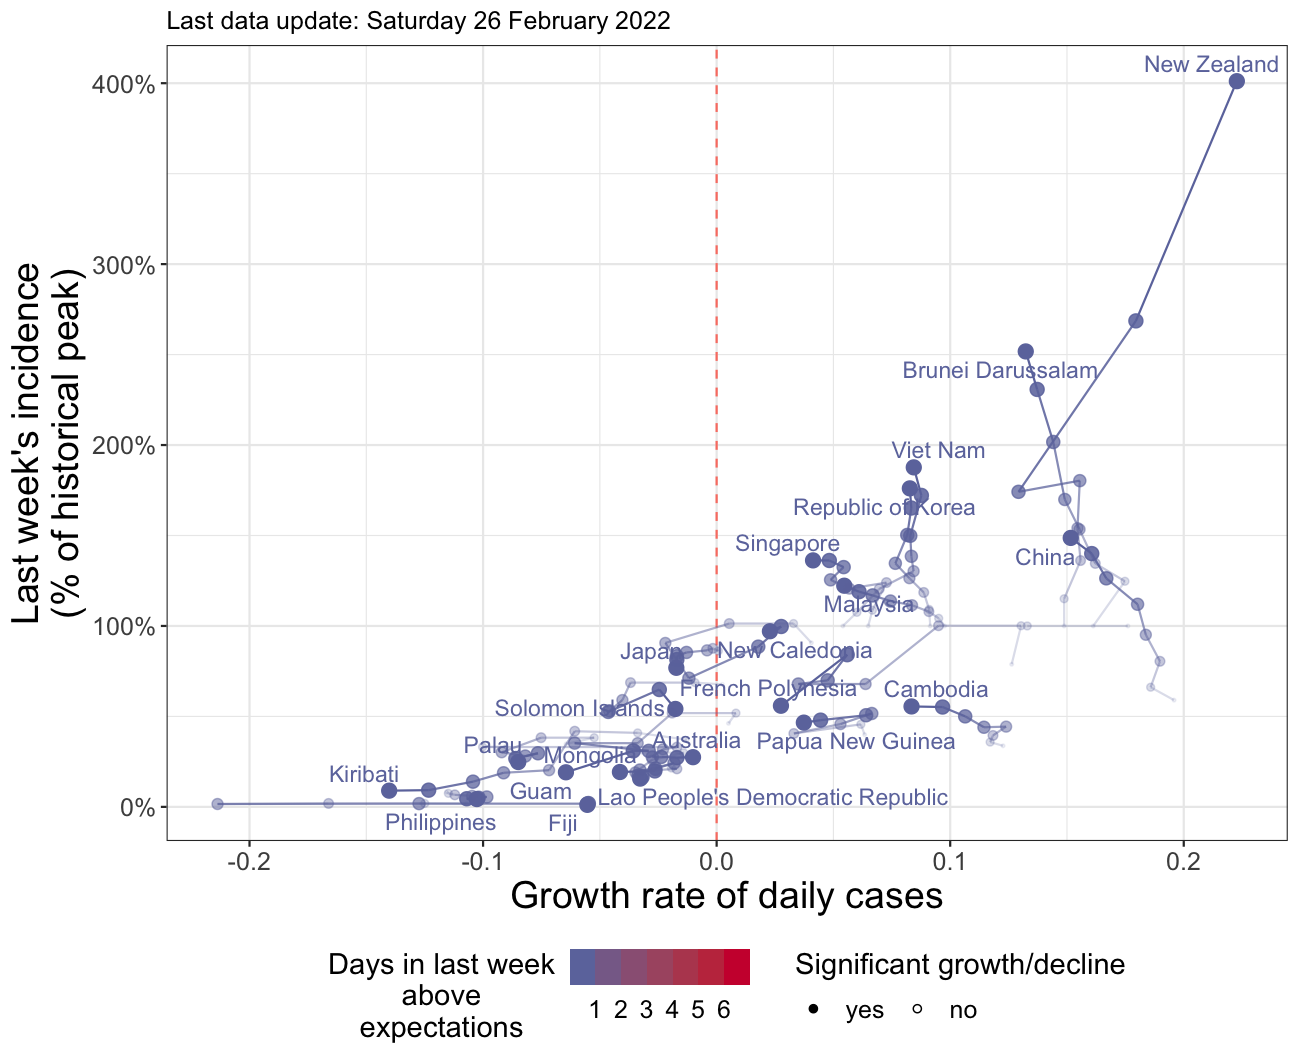 Last data update: Saturday 26 February 2022
Last week's incidence
(% of historical peak)
400%
300%
200%
100%
0%
New Zealand
Brunei Darussalam
Viet Nam
Republic of Korea
Singapore
China
Malaysia
Japan
New Caledonia
French Polynesia
Cambodia
Solomon Islands
Palau
Australia
Papua New Guinea
Mongolia
Kiribati
Guam
Lao People's Democratic Republic
Philippines
Fiji
-0.2
-0.1
0.0
0.1
0.2
Growth rate of daily cases
Days in last week
above
expectations
1 2 3 4 5 6
Significant growth/decline
yes
no